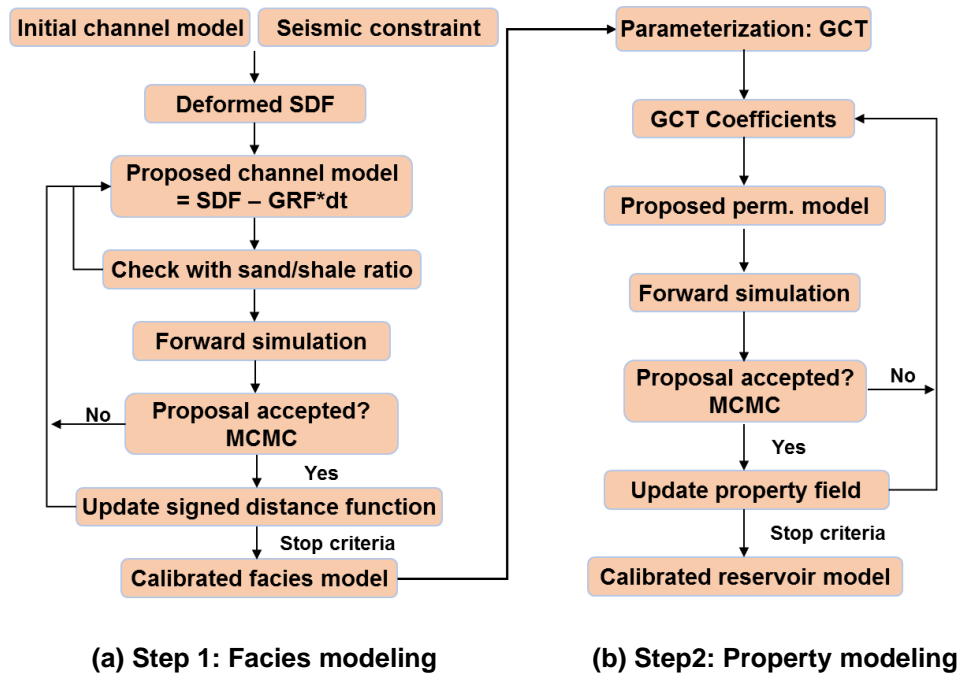 Initial channel model
Seismic constraint
Deformed SDF
Proposed channel model
= SDF – GRF*dt
Check with sand/shale ratio
Forward simulation
No
Proposal accepted?
MCMC
Yes
Update signed distance function
Stop criteria
Calibrated facies model
(a) Step 1: Facies modeling
Parameterization: GCT
GCT Coefficients
Proposed perm. model
Forward simulation
Proposal accepted?
MCMC
No
Yes
Update property field
Stop criteria
Calibrated reservoir model
(b) Step2: Property modeling